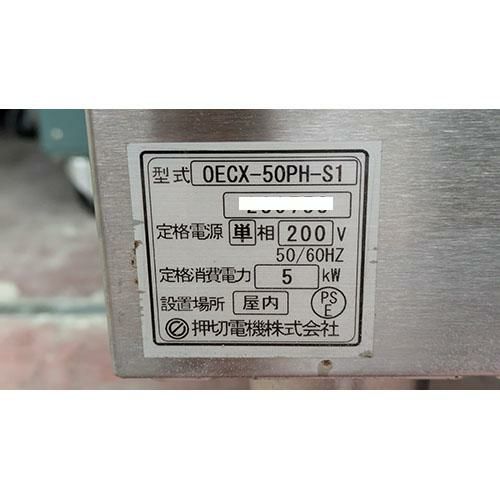 型式 OECX-50PH-S1
定格電源 単相 200 V
50/60HZ
定格消費電力 5 kW
設置場所 屋内 PSE
押切電機株式会社